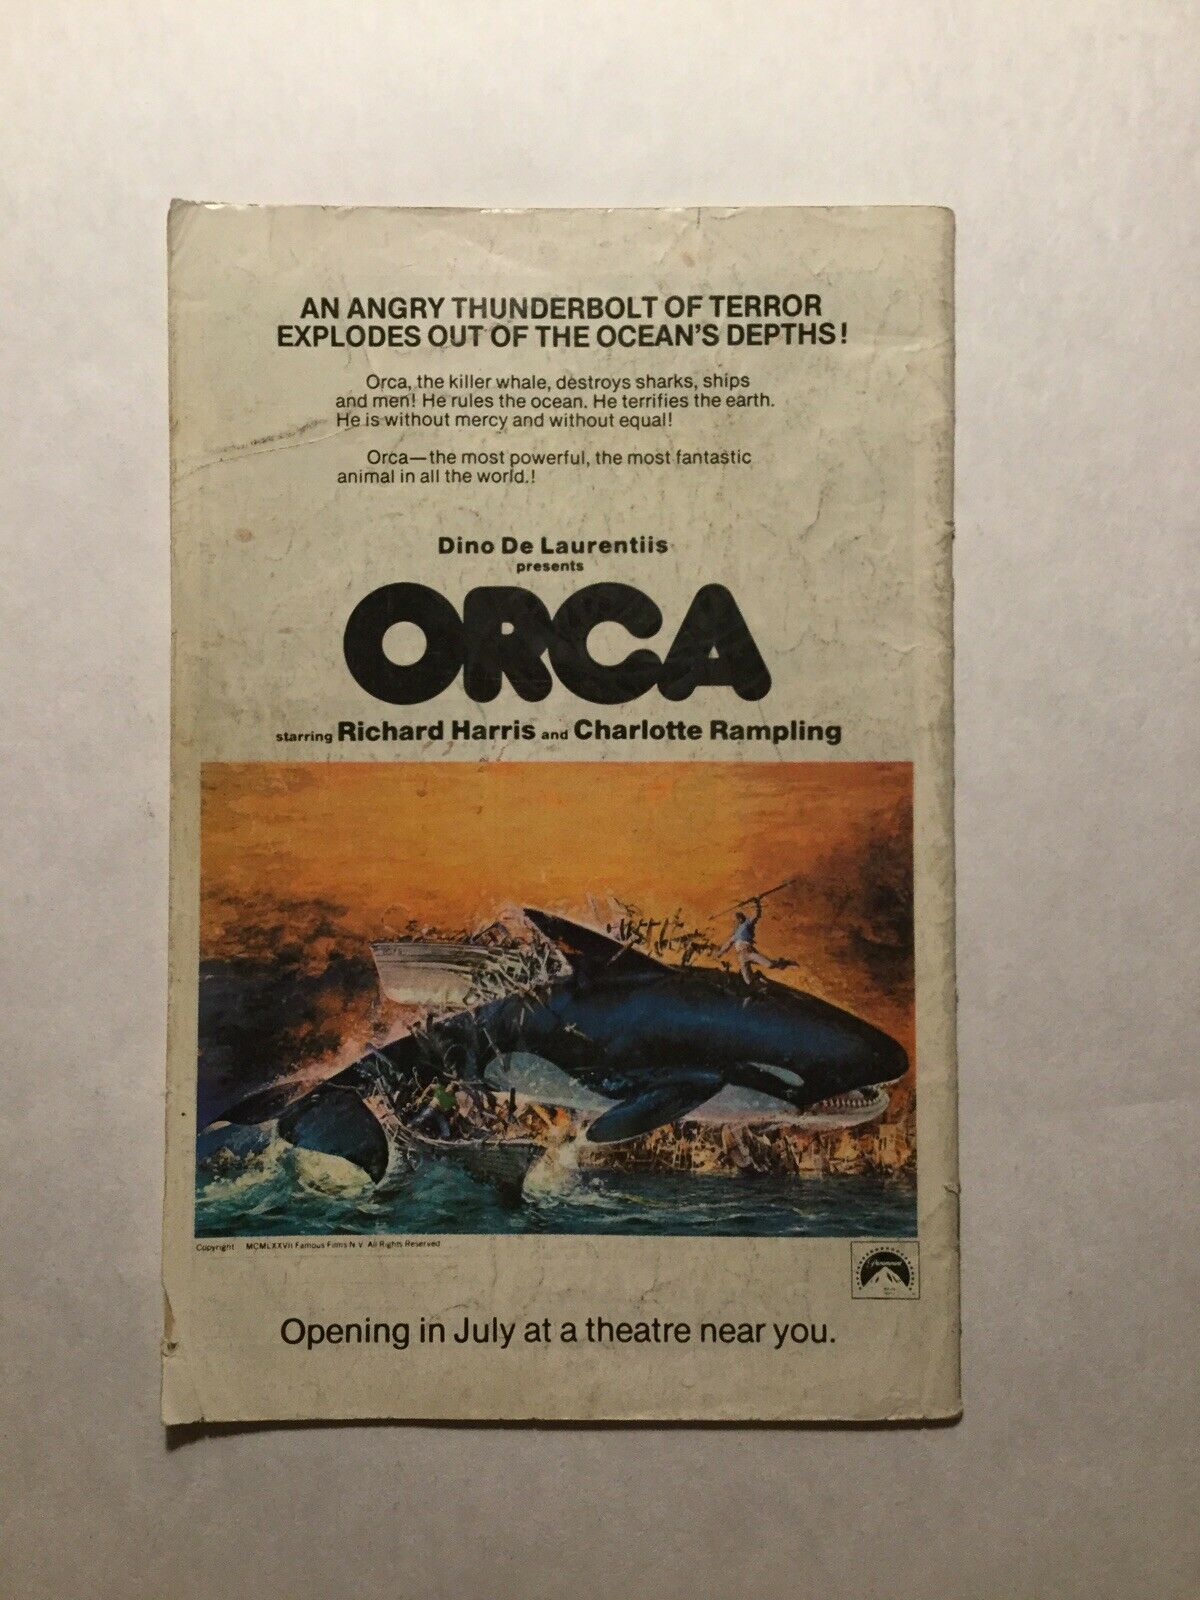 AN ANGRY THUNDERBOLT OF TERROR
EXPLODES OUT OF THE OCEAN'S DEPTHS!
Orca, the killer whale, destroys sharks, ships
and men! He rules the ocean. He terrifies the earth.
He is without mercy and without equal!
Orca—the most powerful, the most fantastic
animal in all the world.!
Dino De Laurentiis
presents
ORCA
starring Richard Harris and Charlotte Rampling
Copyright MCMLXXVII Famous Films N.V. All Rights Reserved
Paramount
Opening in July at a theatre near you.